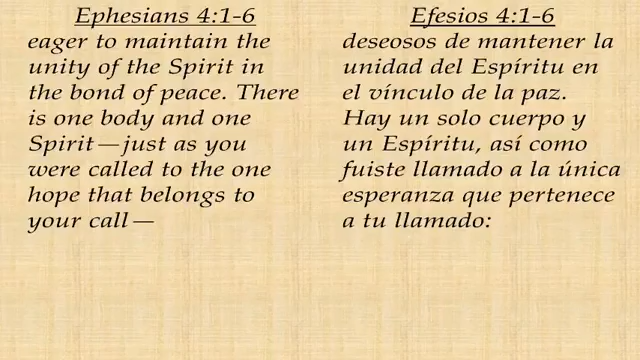 Ephesians 4:1-6
eager to maintain the
unity of the Spirit in
the bond of peace. There
is one body and one
Spirit—just as you
were called to the one
hope that belongs to
your call—
Efesios 4:1-6
deseosos de mantener la
unidad del Espíritu en
el vínculo de la paz.
Hay un solo cuerpo y
un Espíritu, así como
fuiste llamado a la única
esperanza que pertenece
a tu llamado: